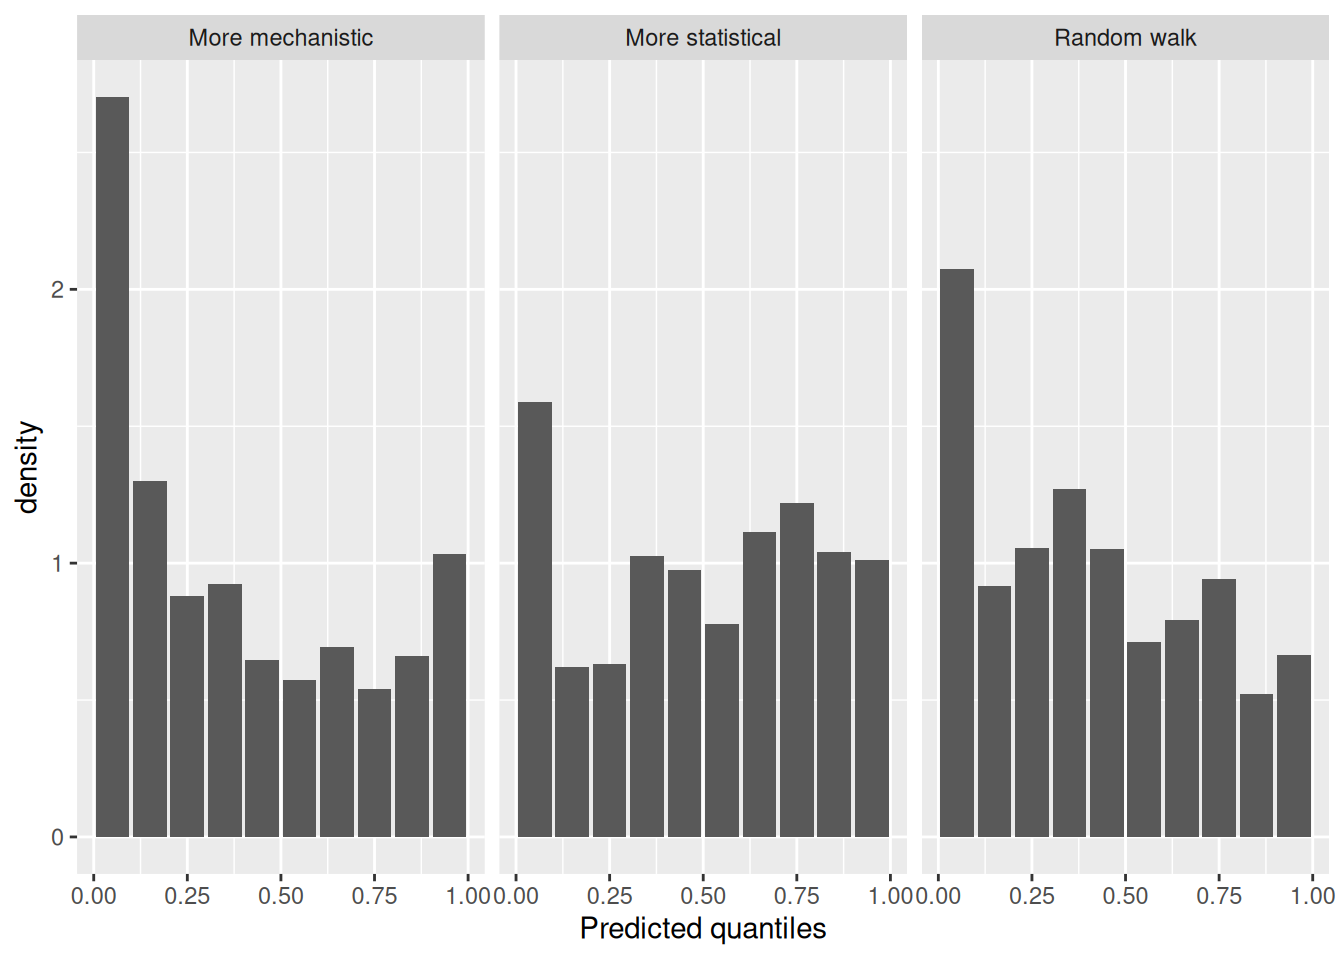 More mechanistic More statistical Random walk
density
2
1
0
0.00 0.25 0.50 0.75 1.00 0.00 0.25 0.50 0.75 1.00 0.00 0.25 0.50 0.75 1.00
Predicted quantiles